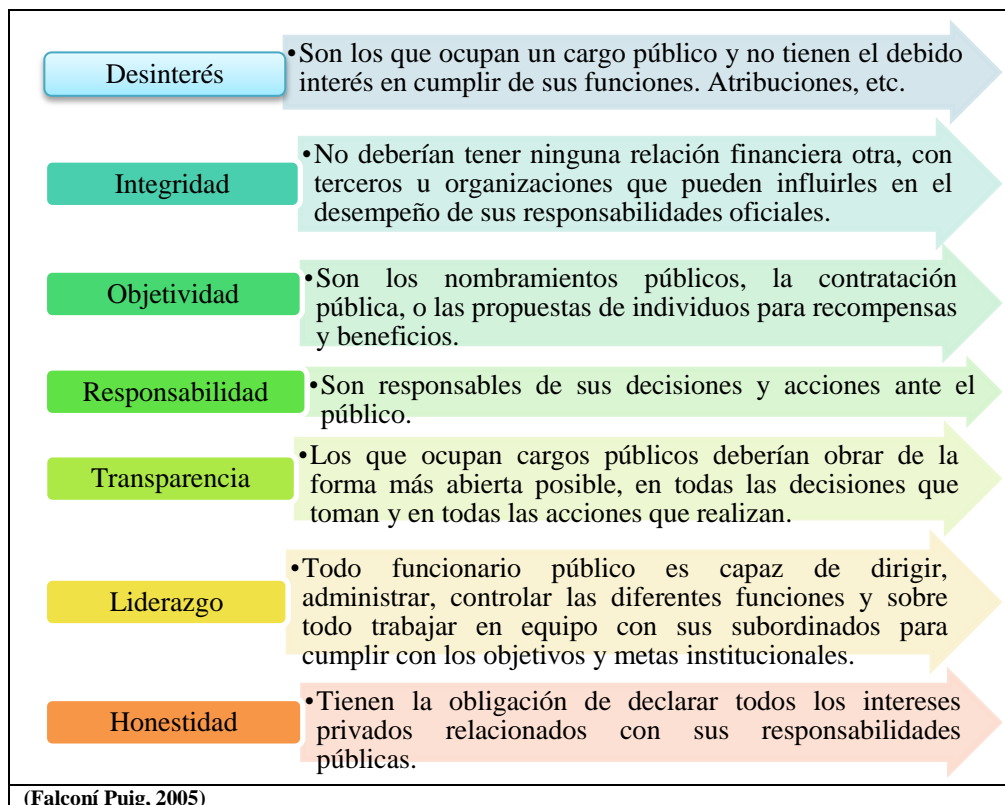 Desinterés
•Son los que ocupan un cargo público y no tienen el debido
interés en cumplir de sus funciones. Atribuciones, etc.
Integridad
•No deberían tener ninguna relación financiera otra, con
terceros u organizaciones que pueden influirles en el
desempeño de sus responsabilidades oficiales.
Objetividad
•Son los nombramientos públicos, la contratación
pública, o las propuestas de individuos para recompensas
y beneficios.
Responsabilidad
•Son responsables de sus decisiones y acciones ante el
público.
Transparencia
•Los que ocupan cargos públicos deberían obrar de la
forma más abierta posible, en todas las decisiones que
toman y en todas las acciones que realizan.
Liderazgo
•Todo funcionario público es capaz de dirigir,
administrar, controlar las diferentes funciones y sobre
todo trabajar en equipo con sus subordinados para
cumplir con los objetivos y metas institucionales.
Honestidad
•Tienen la obligación de declarar todos los intereses
privados relacionados con sus responsabilidades
públicas.
(Falconí Puig, 2005)